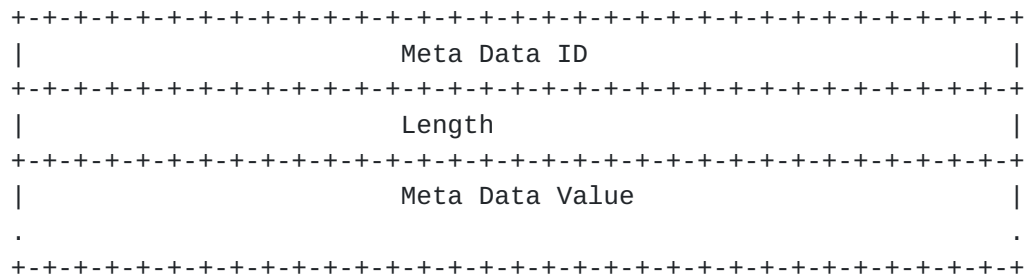 +-+-+-+-+-+-+-+-+-+-+-+-+-+-+-+-+-+-+-+-+-+-+-+-+-+-+-+-+-+-+-+-+
|                        Meta Data ID                           |
+-+-+-+-+-+-+-+-+-+-+-+-+-+-+-+-+-+-+-+-+-+-+-+-+-+-+-+-+-+-+-+-+
|                        Length                                 |
+-+-+-+-+-+-+-+-+-+-+-+-+-+-+-+-+-+-+-+-+-+-+-+-+-+-+-+-+-+-+-+-+
|                        Meta Data Value                        |
.                                                               .
+-+-+-+-+-+-+-+-+-+-+-+-+-+-+-+-+-+-+-+-+-+-+-+-+-+-+-+-+-+-+-+-+